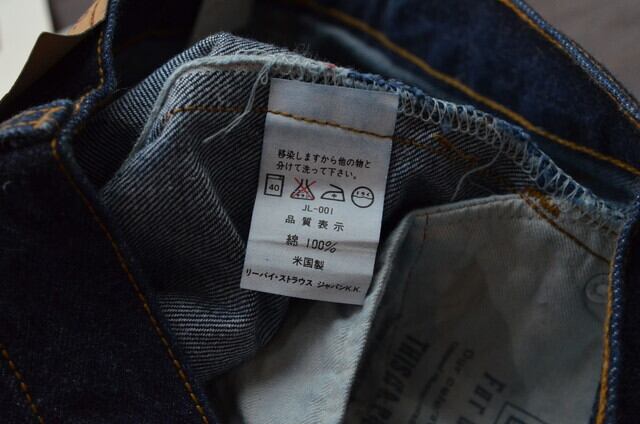 移染しますから他の物と
分けて洗って下さい。
40
JL-001
品質表示
綿 100%
米国製
リーバイ・ストラウス ジャパンK.K.
THIS IS A